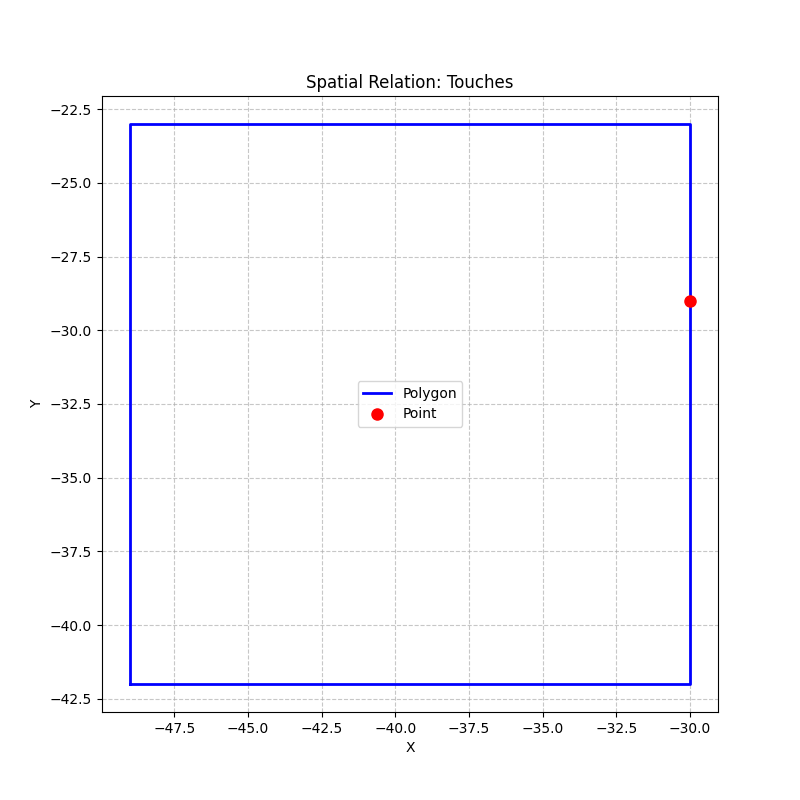 Spatial Relation: Touches
−22.5
−25.0
−27.5
−30.0
−32.5
−35.0
−37.5
−40.0
−42.5
Y
Polygon
Point
−47.5 −45.0 −42.5 −40.0 −37.5 −35.0 −32.5 −30.0
X